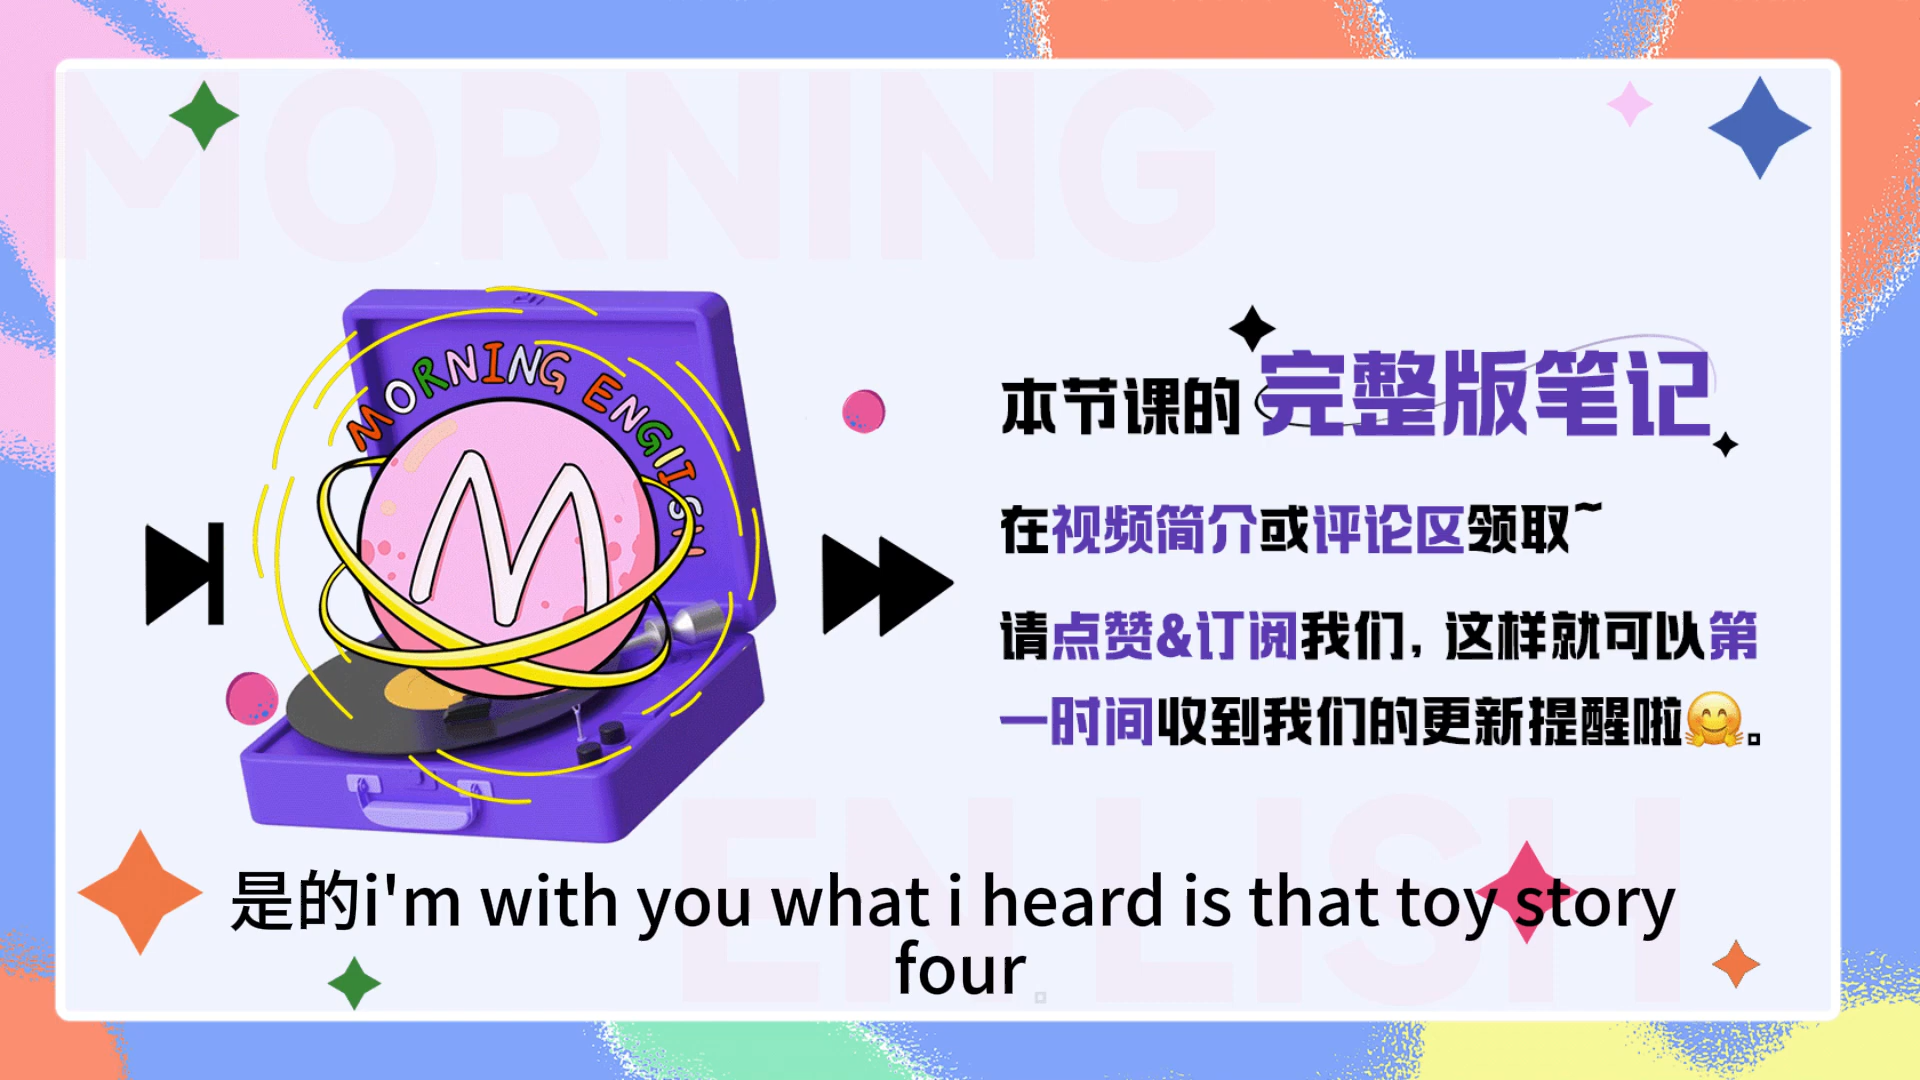 MORNING
MORNING ENGlISH
M
本节课的 完整版笔记
在视频简介或评论区领取~
请点赞&订阅我们, 这样就可以第
一时间收到我们的更新提醒啦🤗。
EN LISH
是的i'm with you what i heard is that toy story
four。